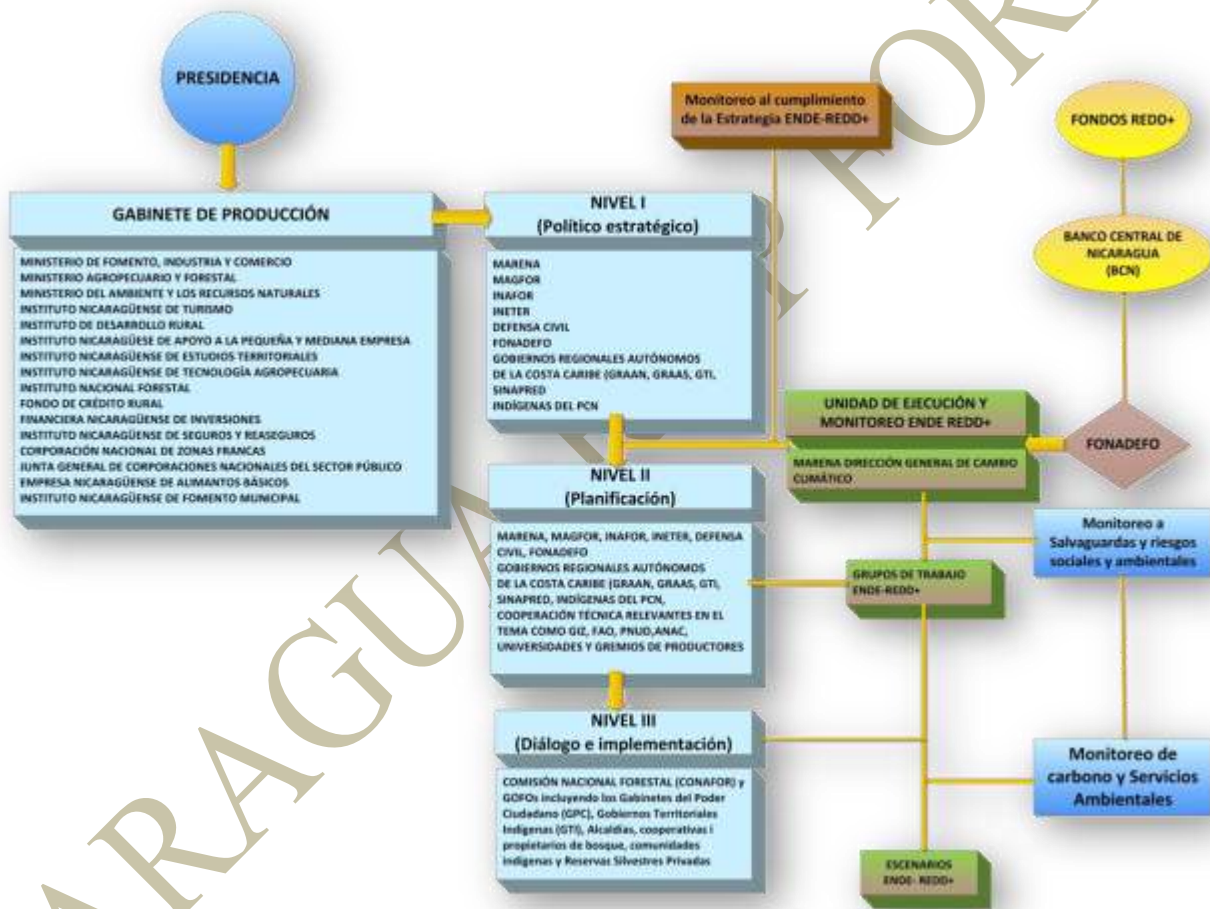 PRESIDENCIA
GABINETE DE PRODUCCIÓN
MINISTERIO DE FOMENTO, INDUSTRIA Y COMERCIO
MINISTERIO AGROPECUARIO Y FORESTAL
MINISTERIO DEL AMBIENTE Y LOS RECURSOS NATURALES
INSTITUTO NICARAGÜENSE DE TURISMO
INSTITUTO DE DESARROLLO RURAL
INSTITUTO NICARAGÜESE DE APOYO A LA PEQUEÑA Y MEDIANA EMPRESA
INSTITUTO NICARAGÜENSE DE ESTUDIOS TERRITORIALES
INSTITUTO NICARAGÜENSE DE TECNOLOGÍA AGROPECUARIA
INSTITUTO NACIONAL FORESTAL
FONDO DE CRÉDITO RURAL
FINANCIERA NICARAGÜENSE DE INVERSIONES
INSTITUTO NICARAGÜENSE DE SEGUROS Y REASEGUROS
CORPORACIÓN NACIONAL DE ZONAS FRANCAS
JUNTA GENERAL DE CORPORACIONES NACIONALES DEL SECTOR PÚBLICO
EMPRESA NICARAGÜENSE DE ALIMANTOS BÁSICOS
INSTITUTO NICARAGÜENSE DE FOMENTO MUNICIPAL
NIVEL I
(Político estratégico)
MARENA
MAGFOR
INAFOR
INETER
DEFENSA CIVIL
FONADEFO
GOBIERNOS REGIONALES AUTÓNOMOS
DE LA COSTA CARIBE (GRAAN, GRAAS, GTI,
SINAPRED
INDÍGENAS DEL PCN
NIVEL II
(Planificación)
MARENA, MAGFOR, INAFOR, INETER, DEFENSA
CIVIL, FONADEFO
GOBIERNOS REGIONALES AUTÓNOMOS
DE LA COSTA CARIBE (GRAAN, GRAAS, GTI,
SINAPRED, INDÍGENAS DEL PCN,
COOPERACIÓN TÉCNICA RELEVANTES EN EL
TEMA COMO GIZ, FAO, PNUD,ANAC,
UNIVERSIDADES Y GREMIOS DE PRODUCTORES
NIVEL III
(Diálogo e implementación)
COMISIÓN NACIONAL FORESTAL (CONAFOR) y
GOFOs incluyendo los Gabinetes del Poder
Ciudadano (GPC), Gobiernos Territoriales
Indígenas (GTI), Alcaldías, cooperativas i
propietarios de bosque, comunidades
indígenas y Reservas Silvestres Privadas
Monitoreo al cumplimiento
de la Estrategia ENDE-REDD+
FONDOS REDD+
BANCO CENTRAL DE
NICARAGUA
(BCN)
FONADEFO
UNIDAD DE EJECUCIÓN Y
MONITOREO ENDE REDD+
MARENA DIRECCIÓN GENERAL DE CAMBIO
CLIMÁTICO
GRUPOS DE TRABAJO
ENDE-REDD+
Monitoreo a
Salvaguardas y riesgos
sociales y ambientales
Monitoreo de
carbono y Servicios
Ambientales
ESCENARIOS
ENDE- REDD+